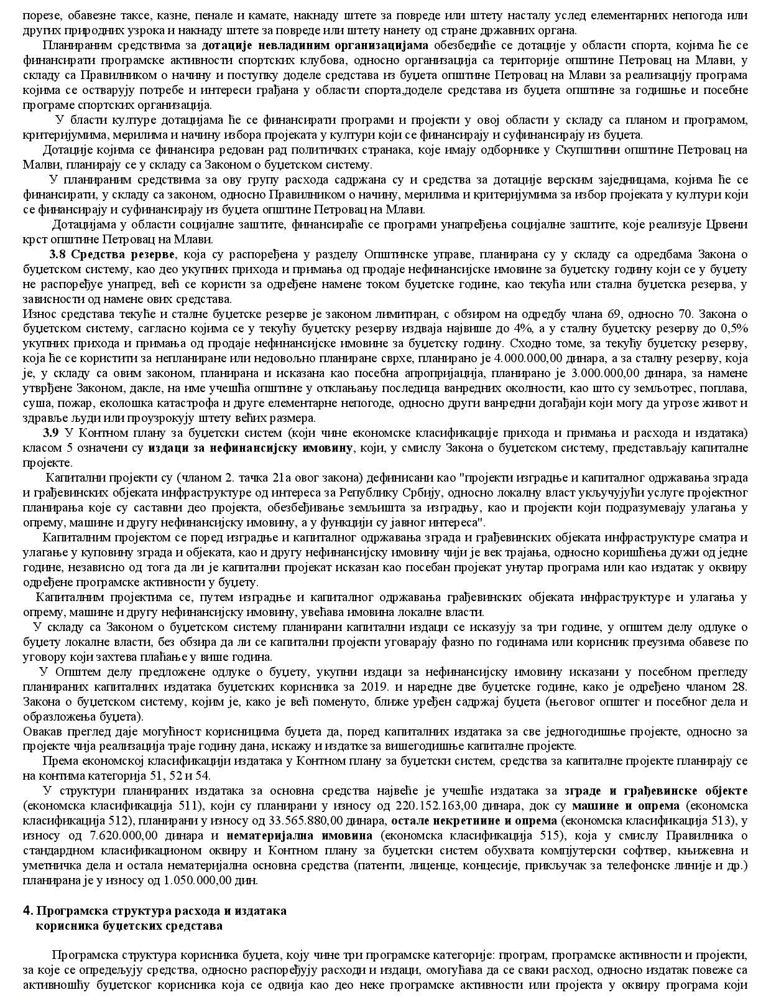 порезе, обавезне таксе, казне, пенале и камате, накнаду штете за повреде или штету насталу услед елементарних непогода или
других природних узрока и накнаду штете за повреде или штету нанету од стране државних органа.
Планираним средствима за дотације невладиним организацијама обезбедиће се дотације у области спорта, којима ће се
финансирати програмске активности спортских клубова, односно организација са територије општине Петровац на Млави, у
складу са Правилником о начину и поступку доделе средстава из буџета општине Петровац на Млави за реализацију програма
којима се остварују потребе и интереси грађана у области спорта,доделе средстава из буџета општине за годишње и посебне
програме спортских организација.
У бласти културе дотацијама ће се финансирати програми и пројекти у овој области у складу са планом и програмом,
критеријумима, мерилима и начину избора пројеката у култури који се финансирају и суфинансирају из буџета.
Дотације којима се финансира редован рад политичких странака, које имају одборнике у Скупштини општине Петровац на
Малви, планирају се у складу са Законом о буџетском систему.
У планираним средствима за ову групу расхода садржана су и средства за дотације верским заједницама, којима ће се
финансирати, у складу са законом, односно Правилником о начину, мерилима и критеријумима за избор пројеката у култури који
се финансирају и суфинансирају из буџета општине Петровац на Млави.
Дотацијама у области социјалне заштите, финансираће се програми унапређења социјалне заштите, које реализује Црвени
крст општине Петровац на Млави.
3.8 Средства резерве, која су распоређена у разделу Општинске управе, планирана су у складу са одредбама Закона о
буџетском систему, као део укупних прихода и примања од продаје нефинансијске имовине за буџетску годину који се у буџету
не распоређуе унапред, већ се користи за одређене намене током буџетске године, као текућа или стална буџетска резерва, у
зависности од намене ових средстава.
Износ средстава текуће и сталне буџетске резерве је законом лимитиран, с обзиром на одредбу члана 69, односно 70. Закона о
буџетском систему, сагласно којима се у текућу буџетску резерву издваја највише до 4%, а у сталну буџетску резерву до 0,5%
укупних прихода и примања од продаје нефинансијске имовине за буџетску годину. Сходно томе, за текућу буџетску резерву,
која ће се користити за непланиране или недовољно планиране сврхе, планирано је 4.000.000,00 динара, а за сталну резерву, која
је, у складу са овим законом, планирана и исказана као посебна апропријација, планирано је 3.000.000,00 динара, за намене
утврђене Законом, дакле, на име учешћа општине у отклањању последица ванредних околности, као што су земљотрес, поплава,
суша, пожар, еколошка катастрофа и друге елементарне непогоде, односно други ванредни догађаји који могу да угрозе живот и
здравље људи или проузрокују штету већих размера.
3.9 У Контном плану за буџетски систем (који чине економске класификације прихода и примања и расхода и издатака)
класом 5 означени су издаци за нефинансијску имовину, који, у смислу Закона о буџетском систему, представљају капиталне
пројекте.
Капитални пројекти су (чланом 2. тачка 21а овог закона) дефинисани као "пројекти изградње и капиталног одржавања зграда
и грађевинских објеката инфраструктуре од интереса за Републику Србију, односно локалну власт укључујући услуге пројектног
планирања које су саставни део пројекта, обезбеђивање земљишта за изградњу, као и пројекти који подразумевају улагања у
опрему, машине и другу нефинансијску имовину, а у функцији су јавног интереса".
Капиталним пројектом се поред изградње и капиталног одржавања зграда и грађевинских објеката инфраструктуре сматра и
улагање у куповину зграда и објеката, као и другу нефинансијску имовину чији је век трајања, односно коришћења дужи од једне
године, независно од тога да ли је капитални пројекат исказан као посебан пројекат унутар програма или као издатак у оквиру
одређене програмске активности у буџету.
Капиталним пројектима се, путем изградње и капиталног одржавања грађевинских објеката инфраструктуре и улагања у
опрему, машине и другу нефинансијску имовину, увећава имовина локалне власти.
У складу са Законом о буџетском систему планирани капитални издаци се исказују за три године, у општем делу одлуке о
буџету локалне власти, без обзира да ли се капитални пројекти уговарају фазно по годинама или корисник преузима обавезе по
уговору који захтева плаћање у више година.
У Општем делу предложене одлуке о буџету, укупни издаци за нефинансијску имовину исказани у посебном прегледу
планираних капиталних издатака буџетских корисника за 2019. и наредне две буџетске године, како је одређено чланом 28.
Закона о буџетском систему, којим је, како је већ поменуто, ближе уређен садржај буџета (његовог општег и посебног дела и
образложења буџета).
Овакав преглед даје могућност корисницима буџета да, поред капиталних издатака за све једногодишње пројекте, односно за
пројекте чија реализација траје годину дана, искажу и издатке за вишегодишње капиталне пројекте.
Према економској класификацији издатака у Контном плану за буџетски систем, средства за капиталне пројекте планирају се
на контима категорија 51, 52 и 54.
У структури планираних издатака за основна средства највеће је учешће издатака за зграде и грађевинске објекте
(економска класификација 511), који су планирани у износу од 220.152.163,00 динара, док су машине и опрема (економска
класификација 512), планирани у износу од 33.565.880,00 динара, остале некретнине и опрема (економска класификација 513), у
износу од 7.620.000,00 динара и нематеријална имовина (економска класификација 515), која у смислу Правилника о
стандардном класификационом оквиру и Контном плану за буџетски систем обухвата компјутерски софтвер, књижевна и
уметничка дела и остала нематеријална основна средства (патенти, лиценце, концесије, прикључак за телефонске линије и др.)
планирана је у износу од 1.050.000,00 дин.
4. Програмска структура расхода и издатака
корисника буџетских средстава
Програмска структура корисника буџета, коју чине три програмске категорије: програм, програмске активности и пројекти,
за које се опредељују средства, односно распоређују расходи и издаци, омогућава да се сваки расход, односно издатак повеже са
активношћу буџетског корисника која се одвија као део неке програмске активности или пројекта у оквиру програма који